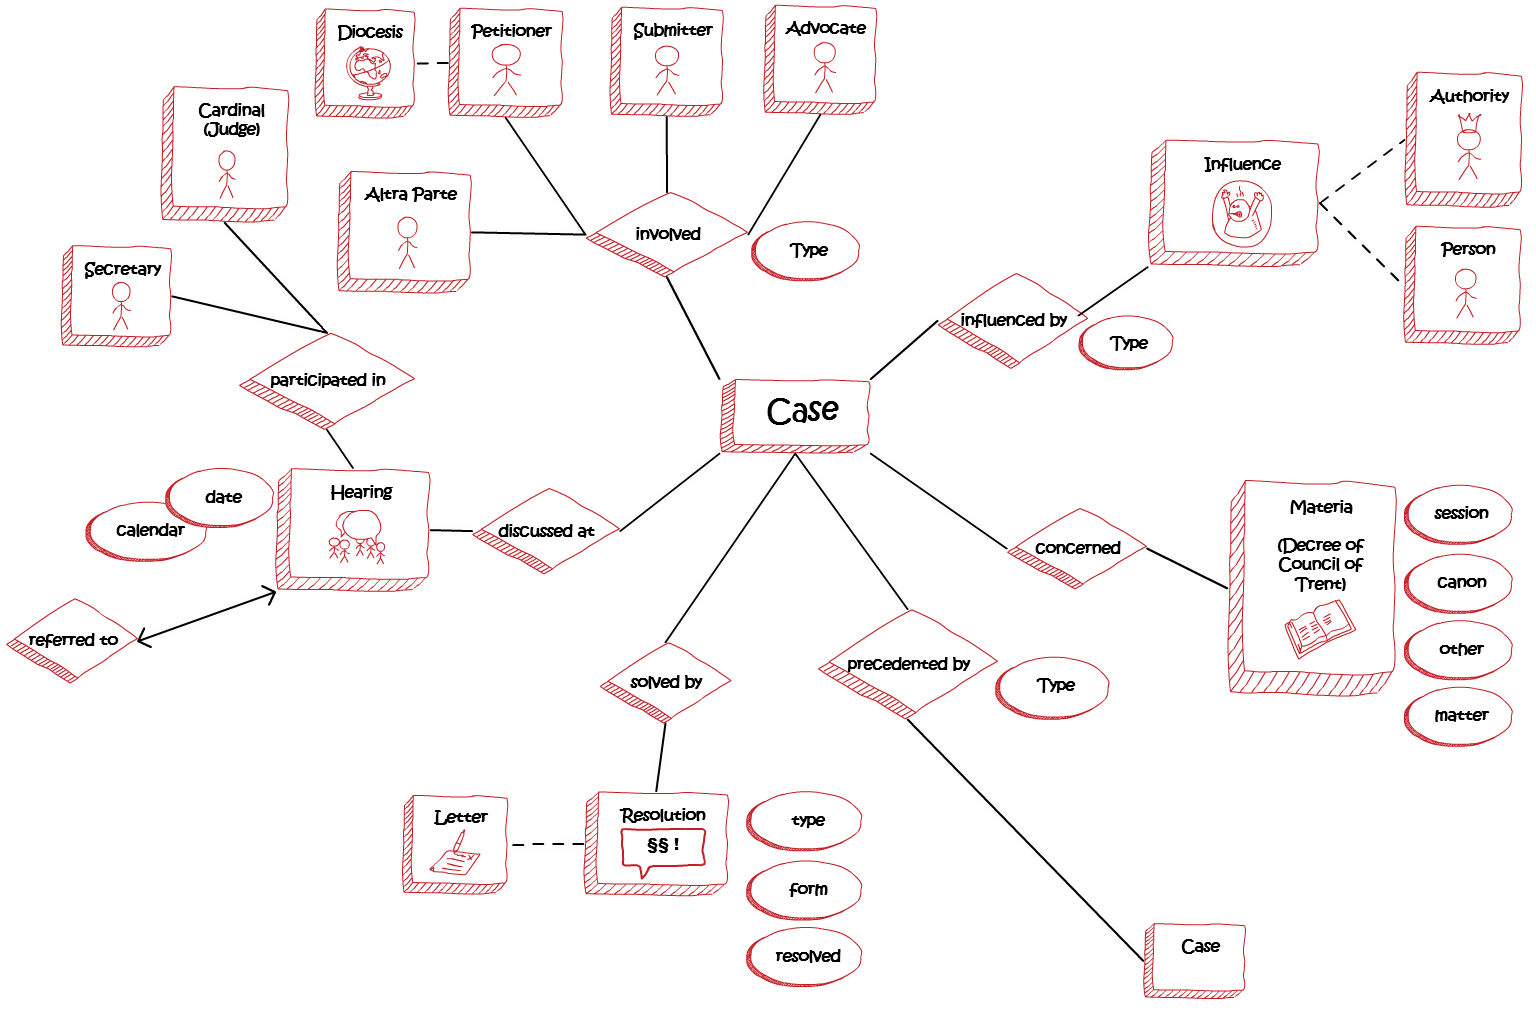 Diocesis
Petitioner
Submitter
Advocate
Cardinal
(Judge)
Authority
Influence
Altra Parte
involved
Type
Person
Secretary
influenced by
Type
participated in
Case
Hearing
date
calendar
discussed at
concerned
Materia
(Decree of
Council of
Trent)
session
canon
other
matter
referred to
solved by
precedented by
Type
Letter
Resolution
§§ !
type
form
resolved
Case